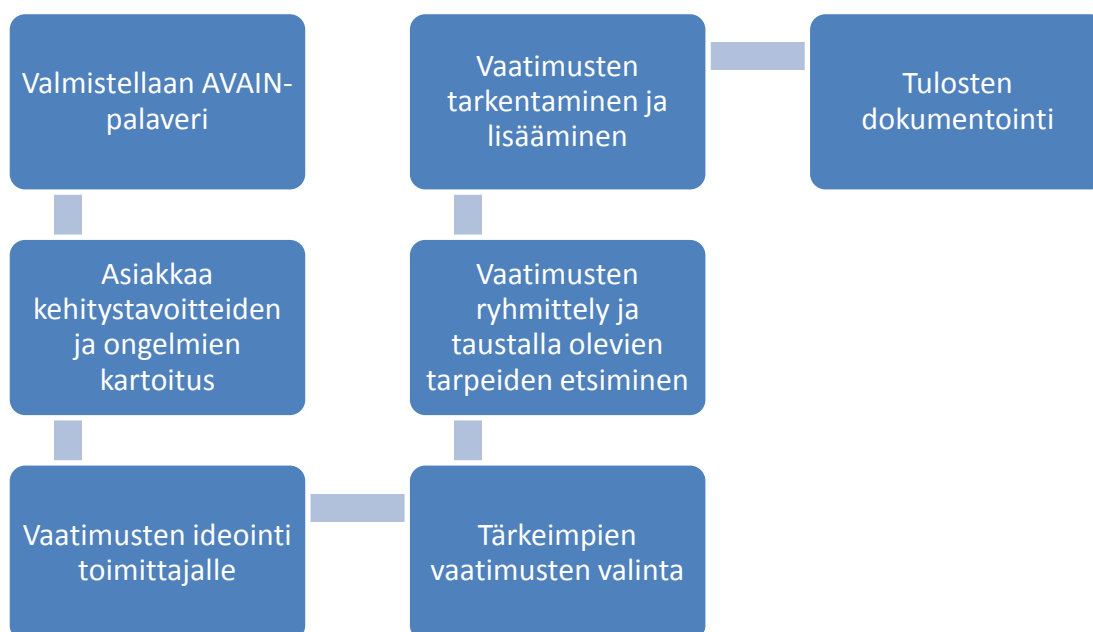 Valmistellaan AVAIN-
palaveri
Asiakkaa
kehitystavoitteiden
ja ongelmien
kartoitus
Vaatimusten ideointi
toimittajalle
Tärkeimpien
vaatimusten valinta
Vaatimusten
ryhmittely ja
taustalla olevien
tarpeiden etsiminen
Vaatimusten
tarkentaminen ja
lisääminen
Tulosten
dokumentointi